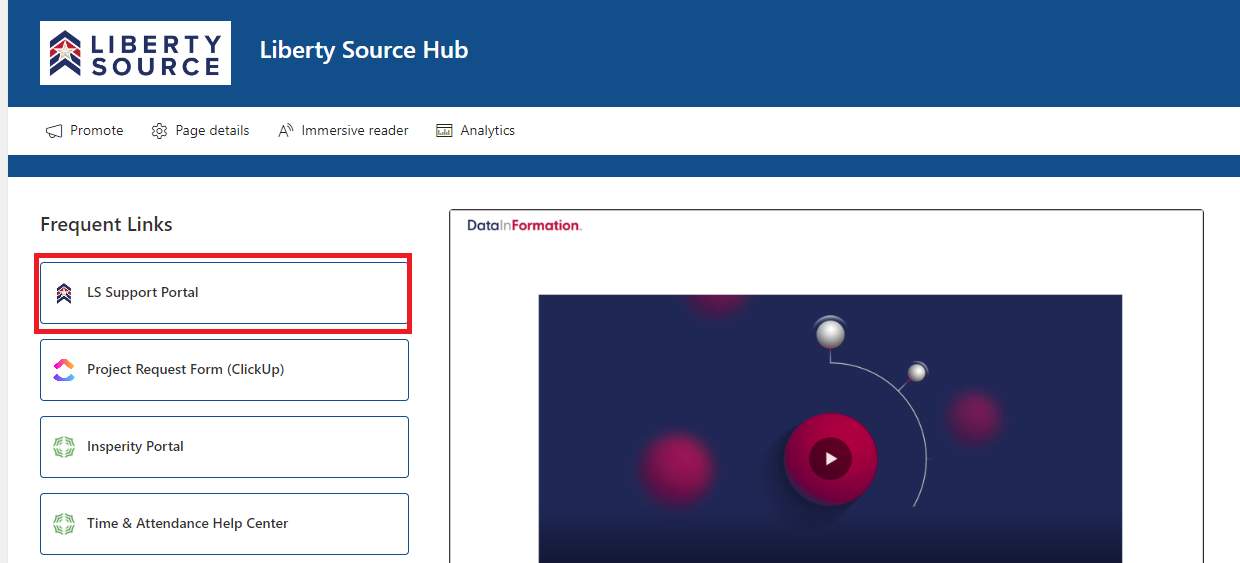 LIBERTY
SOURCE
Liberty Source Hub
Promote
Page details
Immersive reader
Analytics
Frequent Links
LS Support Portal
Project Request Form (ClickUp)
Insperity Portal
Time & Attendance Help Center
DataInFormation.